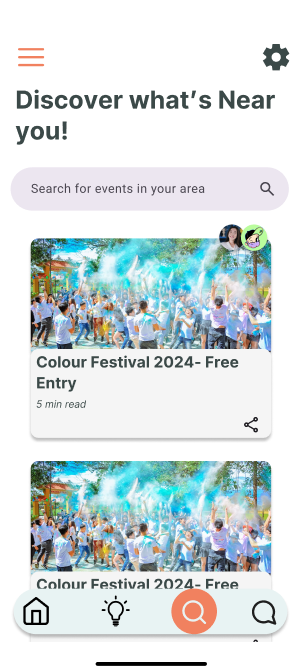 Discover what’s Near
you!
Search for events in your area
Colour Festival 2024- Free
Entry
5 min read
Colour Festival 2024- Free